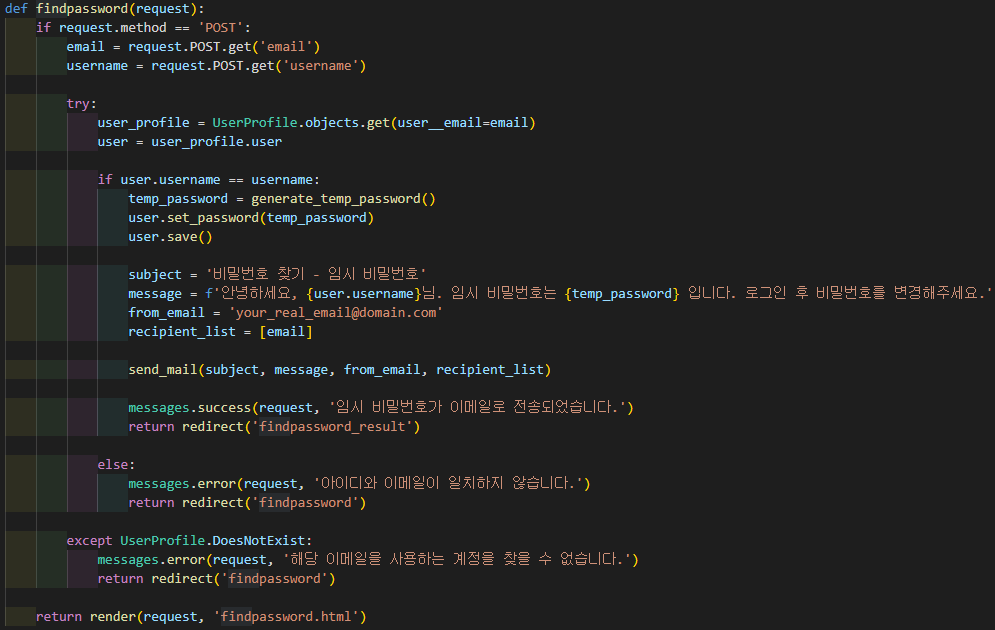 def findpassword(request):
    if request.method == 'POST':
        email = request.POST.get('email')
        username = request.POST.get('username')

        try:
            user_profile = UserProfile.objects.get(user__email=email)
            user = user_profile.user

            if user.username == username:
                temp_password = generate_temp_password()
                user.set_password(temp_password)
                user.save()

                subject = '비밀번호 찾기 - 임시 비밀번호'
                message = f'안녕하세요, {user.username}님. 임시 비밀번호는 {temp_password} 입니다. 로그인 후 비밀번호를 변경해주세요.'
                from_email = 'your_real_email@domain.com'
                recipient_list = [email]

                send_mail(subject, message, from_email, recipient_list)

                messages.success(request, '임시 비밀번호가 이메일로 전송되었습니다.')
                return redirect('findpassword_result')

            else:
                messages.error(request, '아이디와 이메일이 일치하지 않습니다.')
                return redirect('findpassword')

        except UserProfile.DoesNotExist:
            messages.error(request, '해당 이메일을 사용하는 계정을 찾을 수 없습니다.')
            return redirect('findpassword')

    return render(request, 'findpassword.html')